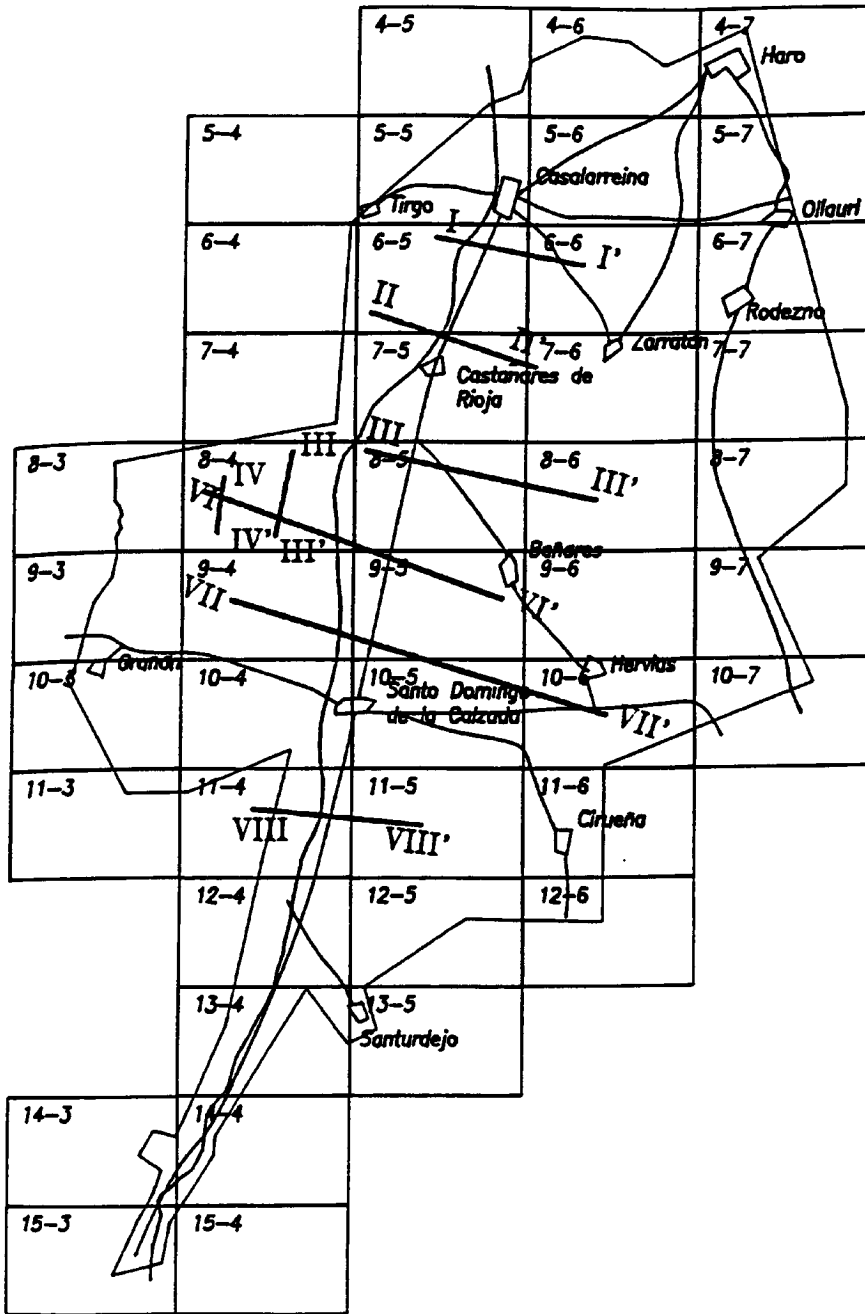 4-5 4-6 4-7
Haro
5-4 5-5 5-6 5-7
Casalarreina
Tirgo
Ollauri
6-4 6-5 I 6-6 I' 6-7
II Rodezno
7-4 7-5 II' 7-6 Zarratón 7-7
Castañares de
Rioja
8-3 8-4 III 8-5 III 8-6 III' 8-7
VI IV
IV' III'
Bañares
9-3 9-4 9-5 9-6 9-7
VII VI'
Grañón Hervías
10-3 10-4 10-5 10-6 10-7
Santo Domingo
de la Calzada VII'
11-3 11-4 11-5 11-6
VIII VIII' Cirueña
12-4 12-5 12-6
13-4 13-5
Santurdejo
14-3 14-4
15-3 15-4